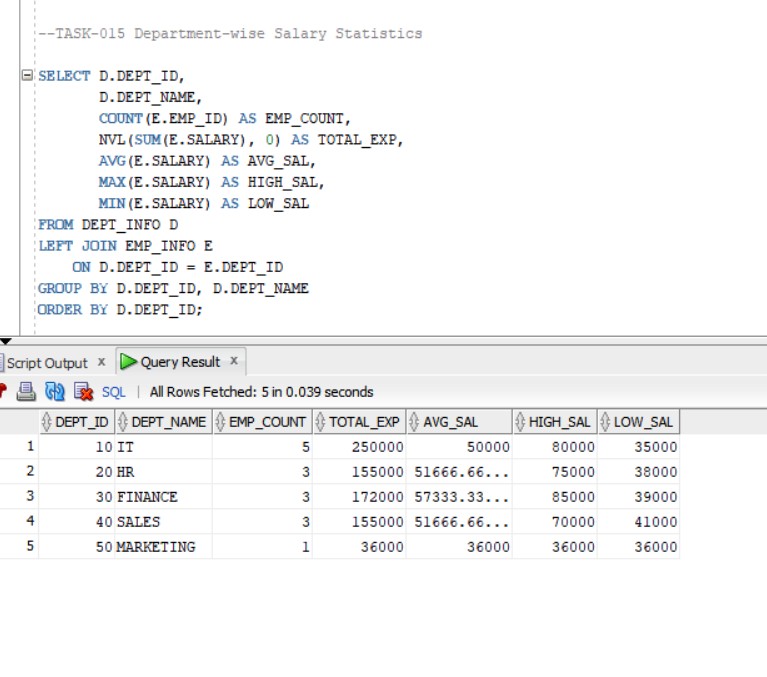 --TASK-015 Department-wise Salary Statistics
SELECT D.DEPT_ID,
D.DEPT_NAME,
COUNT(E.EMP_ID) AS EMP_COUNT,
NVL(SUM(E.SALARY), 0) AS TOTAL_EXP,
AVG(E.SALARY) AS AVG_SAL,
MAX(E.SALARY) AS HIGH_SAL,
MIN(E.SALARY) AS LOW_SAL
FROM DEPT_INFO D
LEFT JOIN EMP_INFO E
ON D.DEPT_ID = E.DEPT_ID
GROUP BY D.DEPT_ID, D.DEPT_NAME
ORDER BY D.DEPT_ID;
Script Output x Query Result x
SQL | All Rows Fetched: 5 in 0.039 seconds
DEPT_ID DEPT_NAME EMP_COUNT TOTAL_EXP AVG_SAL HIGH_SAL LOW_SAL
1 10 IT 5 250000 50000 80000 35000
2 20 HR 3 155000 51666.66... 75000 38000
3 30 FINANCE 3 172000 57333.33... 85000 39000
4 40 SALES 3 155000 51666.66... 70000 41000
5 50 MARKETING 1 36000 36000 36000 36000